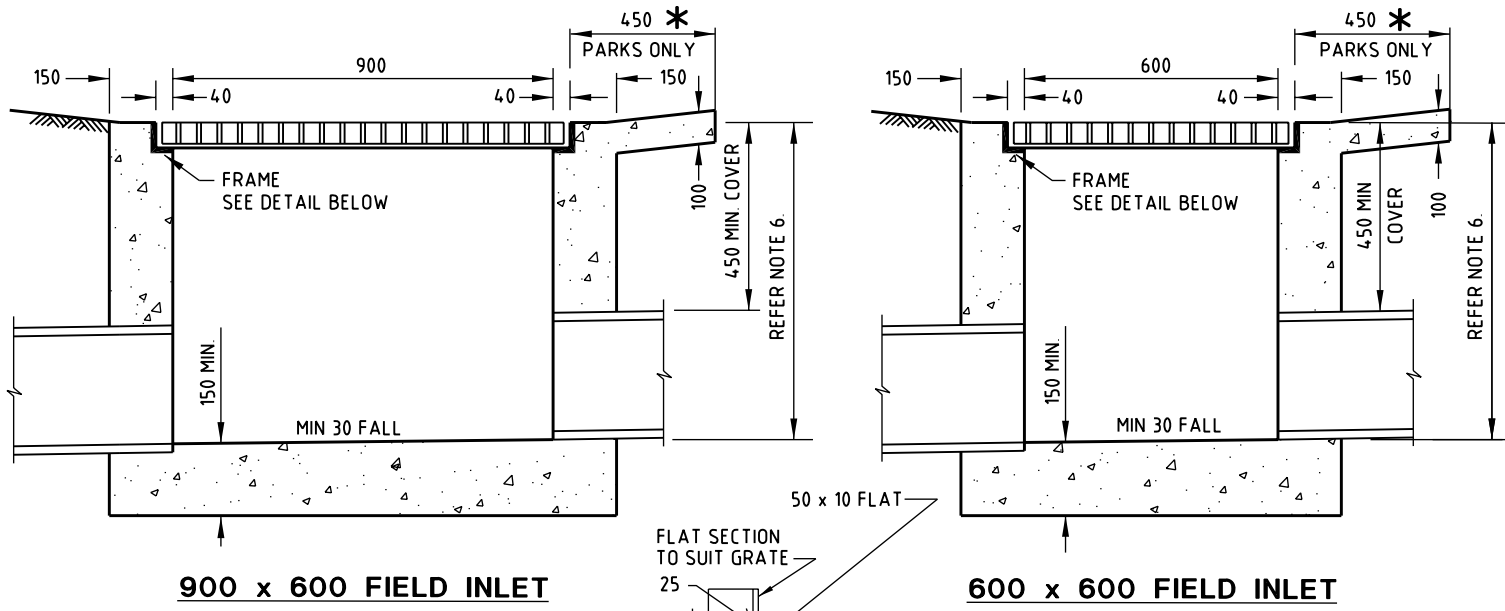 450 *
PARKS ONLY
150
900
150
40
40
FRAME
SEE DETAIL BELOW
100
450 MIN. COVER
REFER NOTE 6.
150 MIN.
MIN 30 FALL
900 x 600 FIELD INLET
450 *
PARKS ONLY
150
600
150
40
40
FRAME
SEE DETAIL BELOW
100
450 MIN
COVER
REFER NOTE 6.
150 MIN.
MIN 30 FALL
600 x 600 FIELD INLET
50 x 10 FLAT
FLAT SECTION
TO SUIT GRATE
25